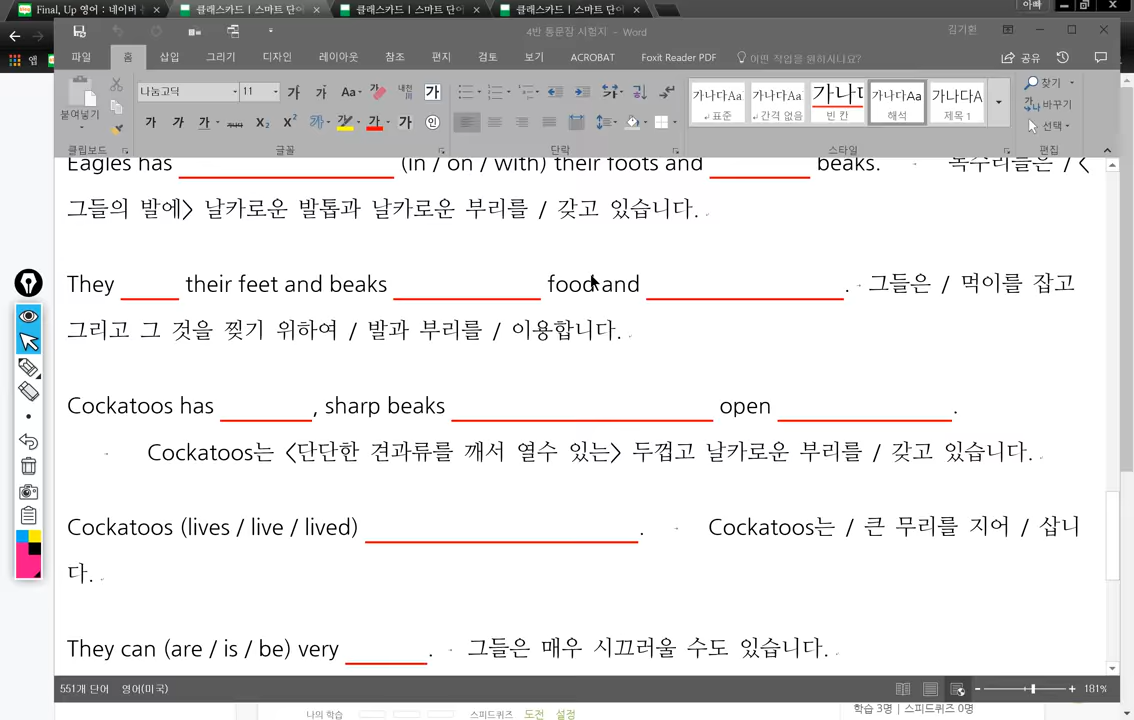 Final, Up 영어 : 네이버
클래스카드 | 스마트 단어
클래스카드 | 스마트 단어
클래스카드 | 스마트 단어
아빠
앱
4반 동문장 시험지 - Word
김기환
파일 홈 삽입 그리기 디자인 레이아웃 참조 편지 검토 보기 ACROBAT Foxit Reader PDF 어떤 작업을 원하시나요? 공유
붙여넣기
나눔고딕 11
가나다Aa 가나다Aa 가나다 가나다Aa 가나다A
표준 간격 없음 빈 칸 해석 제목 1
찾기
바꾸기
선택
클립보드 글꼴 단락 스타일 편집
Eagles has (in / on / with) their foots and beaks. 독수리들은 / 〈
그들의 발에〉 날카로운 발톱과 날카로운 부리를 / 갖고 있습니다.
They their feet and beaks food and . 그들은 / 먹이를 잡고
그리고 그 것을 찢기 위하여 / 발과 부리를 / 이용합니다.
Cockatoos has , sharp beaks open .
Cockatoos는 〈단단한 견과류를 깨서 열수 있는〉 두껍고 날카로운 부리를 / 갖고 있습니다.
Cockatoos (lives / live / lived) . Cockatoos는 / 큰 무리를 지어 / 삽니
다.
They can (are / is / be) very . 그들은 매우 시끄러울 수도 있습니다.
551개 단어 영어(미국) 181%
나의 학습 스피드퀴즈 도전 설정 학습 3명 | 스피드퀴즈 0명